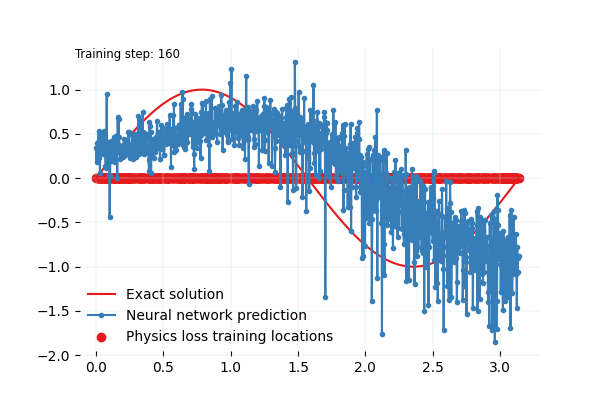 Training step: 160
1.0
0.5
0.0
−0.5
−1.0
−1.5
−2.0
Exact solution
Neural network prediction
Physics loss training locations
0.0 0.5 1.0 1.5 2.0 2.5 3.0